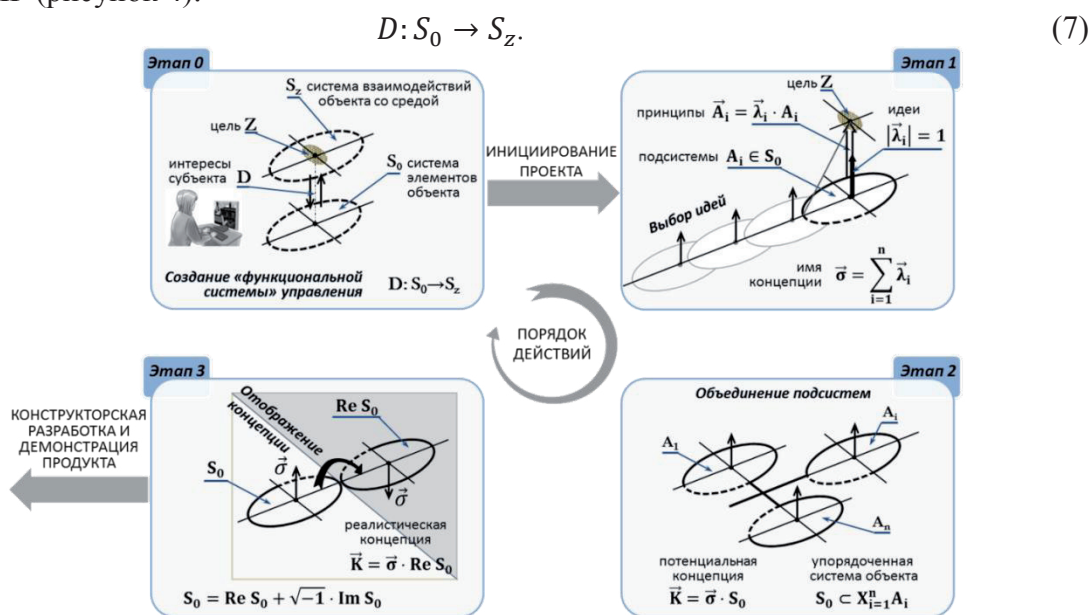 D: S₀ → S_z. (7)
Этап 0
S_z система взаимодействий
объекта со средой
цель Z
интересы
субъекта D
S₀ система
элементов
объекта
Создание «функциональной
системы» управления D: S₀→S_z
ИНИЦИИРОВАНИЕ
ПРОЕКТА
Этап 1
цель Z
принципы A⃗ᵢ = λ⃗ᵢ · Aᵢ
идеи
|λ⃗ᵢ| = 1
подсистемы Aᵢ ∈ S₀
Выбор идей
имя
концепции σ⃗ = ∑ⁿᵢ₌₁ λ⃗ᵢ
ПОРЯДОК
ДЕЙСТВИЙ
Этап 2
Объединение подсистем
A₁
Aᵢ
Aₙ
потенциальная
концепция
K⃗ = σ⃗ · S₀
упорядоченная
система объекта
S₀ ⊂ Xⁿᵢ₌₁Aᵢ
Этап 3
Отображение
концепции
Re S₀
S₀
σ⃗
σ⃗
реалистическая
концепция
K⃗ = σ⃗ · Re S₀
S₀ = Re S₀ + √−1 · Im S₀
КОНСТРУКТОРСКАЯ
РАЗРАБОТКА И
ДЕМОНСТРАЦИЯ
ПРОДУКТА